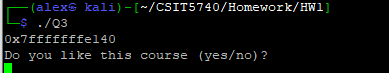 ┌──(alex㉿kali)-[~/CSIT5740/Homework/HW1]
└─$ ./Q3
0x7fffffffe140
Do you like this course (yes/no)?